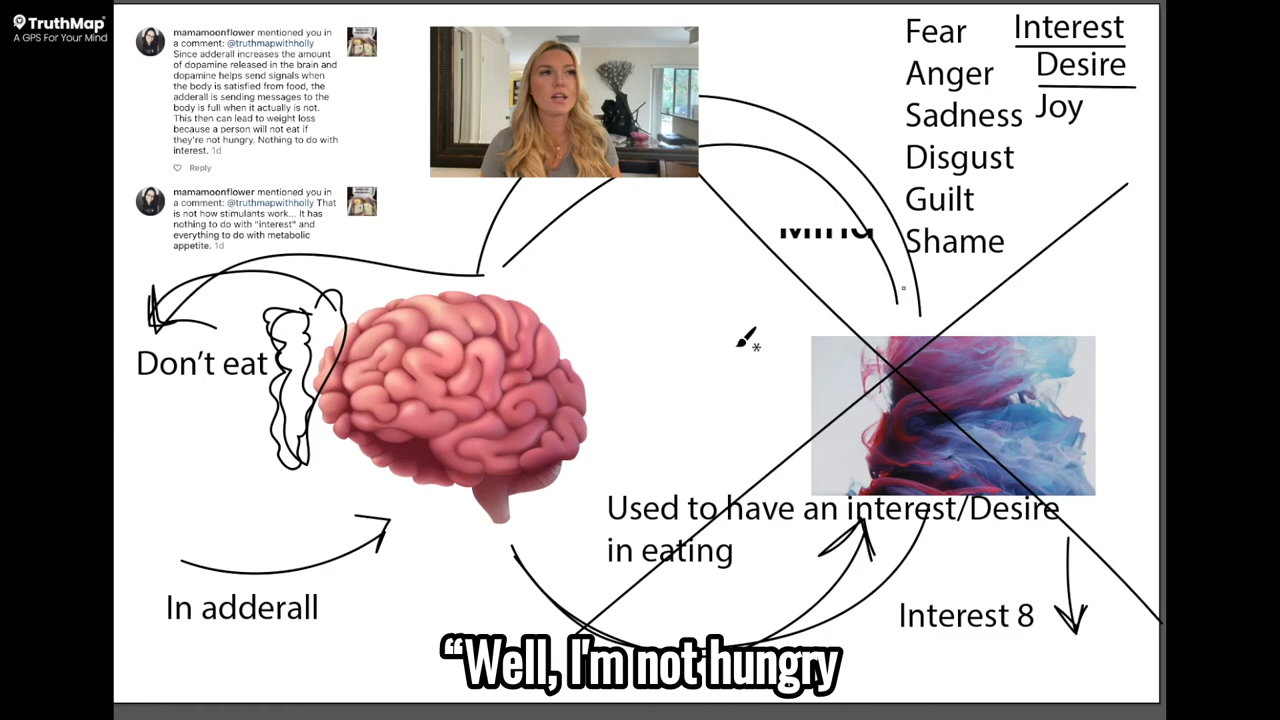 TruthMap
A GPS For Your Mind
mamamoonflower mentioned you in
a comment: @truthmapwithholly
Since adderall increases the amount
of dopamine released in the brain and
dopamine helps send signals when
the body is satisfied from food, the
adderall is sending messages to the
body is full when it actually is not.
This then can lead to weight loss
because a person will not eat if
they're not hungry. Nothing to do with
interest. 1d
Reply
mamamoonflower mentioned you in
a comment: @truthmapwithholly That
is not how stimulants work... It has
nothing to do with "interest" and
everything to do with metabolic
appetite. 1d
Fear
Anger
Sadness
Disgust
Guilt
Shame
Interest
Desire
Joy
Mind
Don't eat
Used to have an interest/Desire
in eating
In adderall
Interest 8
“Well, I'm not hungry